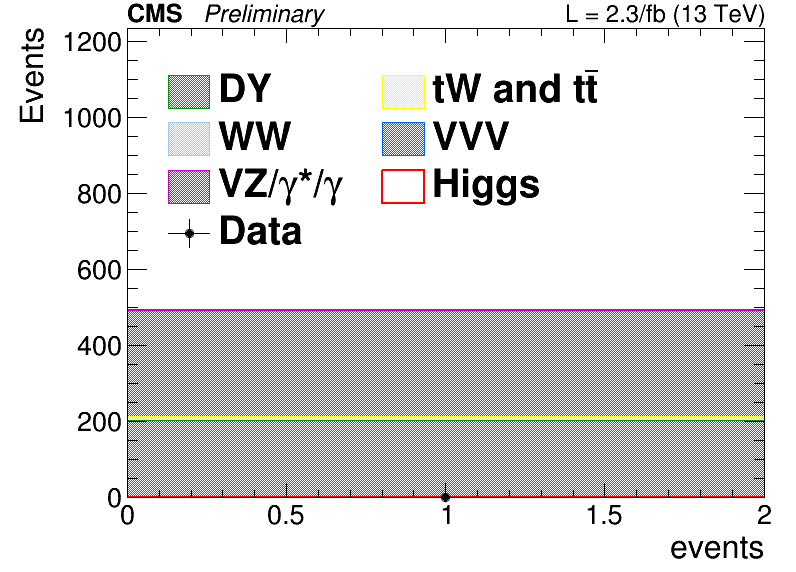 CMS Preliminary L = 2.3/fb (13 TeV)
Events
1200
1000
800
600
400
200
0
DY tW and tt̄
WW VVV
VZ/γ*/γ Higgs
Data
0 0.5 1 1.5 2
events